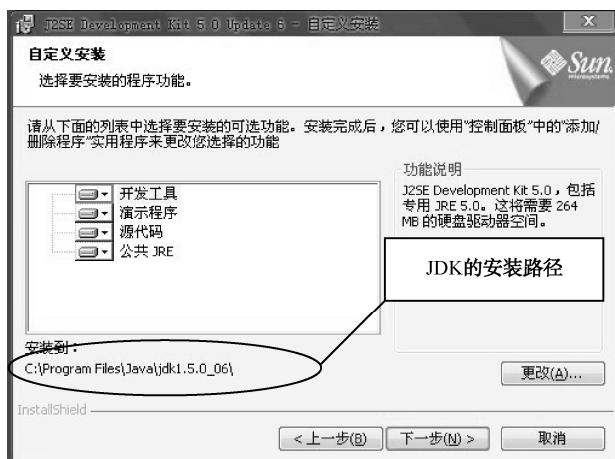 J2SE Development Kit 5.0 Update 6 - 自定义安装
自定义安装
选择要安装的程序功能。
Sun
microsystems
请从下面的列表中选择要安装的可选功能。安装完成后，您可以使用“控制面板”中的“添加/
删除程序”实用程序来更改您选择的功能
开发工具
演示程序
源代码
公共 JRE
功能说明
J2SE Development Kit 5.0，包括
专用 JRE 5.0。这将需要 264
MB 的硬盘驱动器空间。
JDK的安装路径
安装到：
C:\Program Files\Java\jdk1.5.0_06\
更改(A)...
InstallShield
< 上一步(B)
下一步(N) >
取消